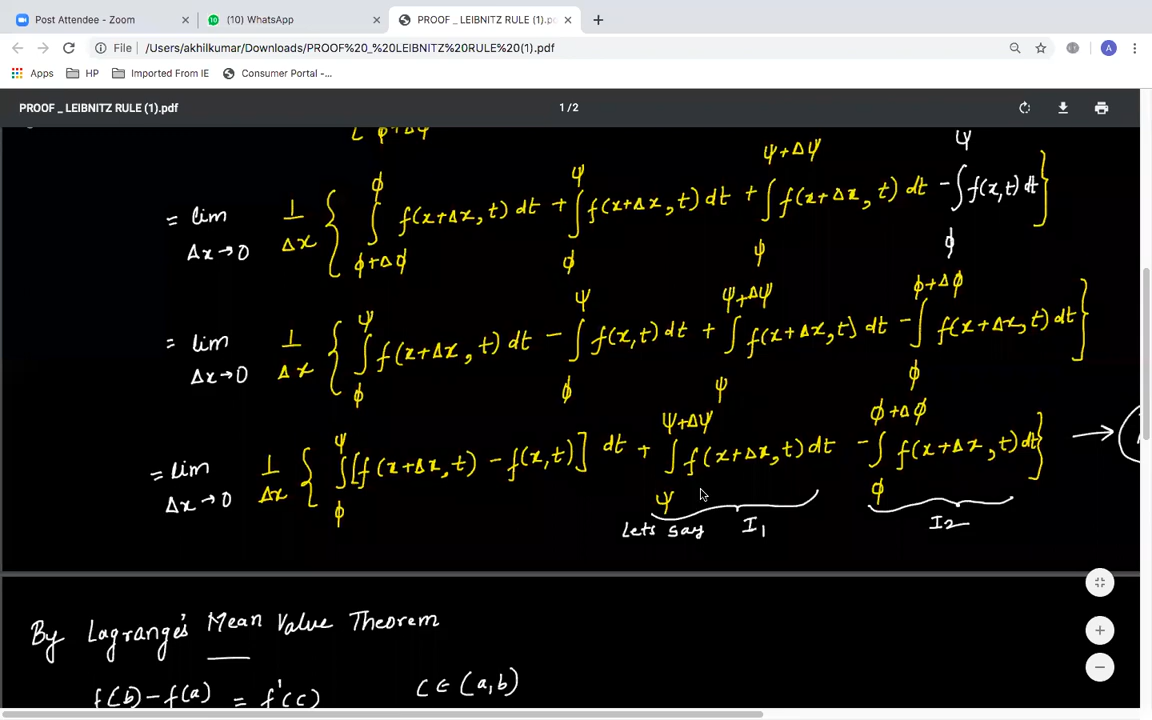 Post Attendee - Zoom
(10) WhatsApp
PROOF _ LEIBNITZ RULE (1).p
File | /Users/akhilkumar/Downloads/PROOF%20_%20LEIBNITZ%20RULE%20(1).pdf
Apps HP Imported From IE Consumer Portal -...
PROOF _ LEIBNITZ RULE (1).pdf 1 / 2
= lim_{Δx→0} 1/Δx { ∫_{ϕ+Δϕ}^{ϕ} f(x+Δx, t) dt + ∫_{ϕ}^{ψ} f(x+Δx, t) dt + ∫_{ψ}^{ψ+Δψ} f(x+Δx, t) dt - ∫_{ϕ}^{ψ} f(x,t) dt }
= lim_{Δx→0} 1/Δx { ∫_{ϕ}^{ψ} f(x+Δx, t) dt - ∫_{ϕ}^{ψ} f(x,t) dt + ∫_{ψ}^{ψ+Δψ} f(x+Δx,t) dt - ∫_{ϕ}^{ϕ+Δϕ} f(x+Δx,t) dt }
= lim_{Δx→0} 1/Δx { ∫_{ϕ}^{ψ} [f(x+Δx, t) - f(x,t)] dt + ∫_{ψ}^{ψ+Δψ} f(x+Δx,t) dt - ∫_{ϕ}^{ϕ+Δϕ} f(x+Δx,t) dt } →
Lets say I₁ I₂
By Lagrange's Mean Value Theorem
f(b)-f(a) = f'(c) c ∈ (a,b)